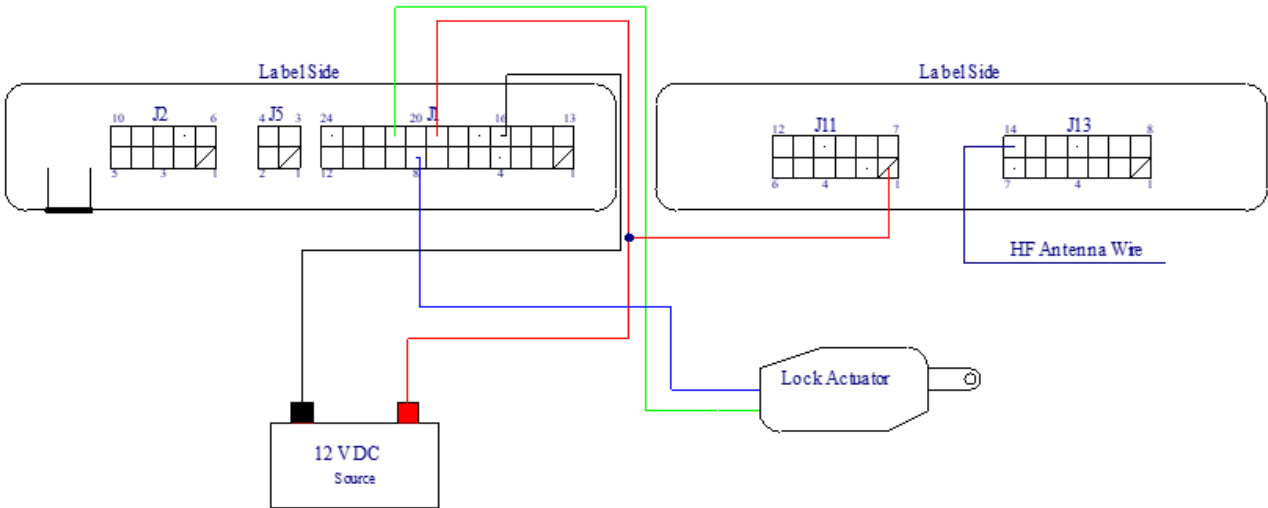 Label Side
Label Side
10 J2 6
4 J5 3
24 20 J1 16 13
12 J11 7
14 J13 8
5 3 1
2 1
12 8 4 1
6 4 1
7 4 1
HF Antenna Wire
Lock Actuator
12 VDC
Source